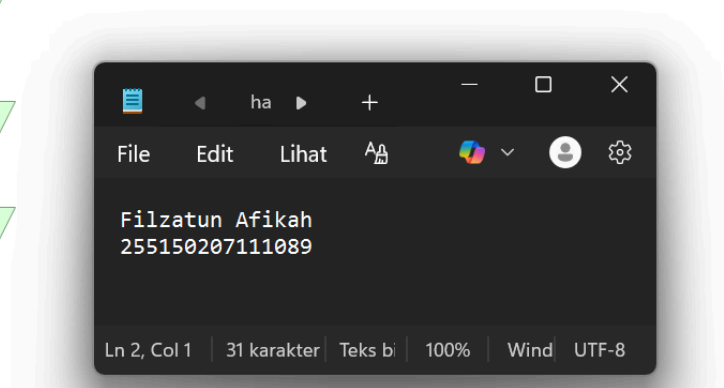 ha
File Edit Lihat
Filzatun Afikah
255150207111089
Ln 2, Col 1 31 karakter Teks bi 100% Wind UTF-8